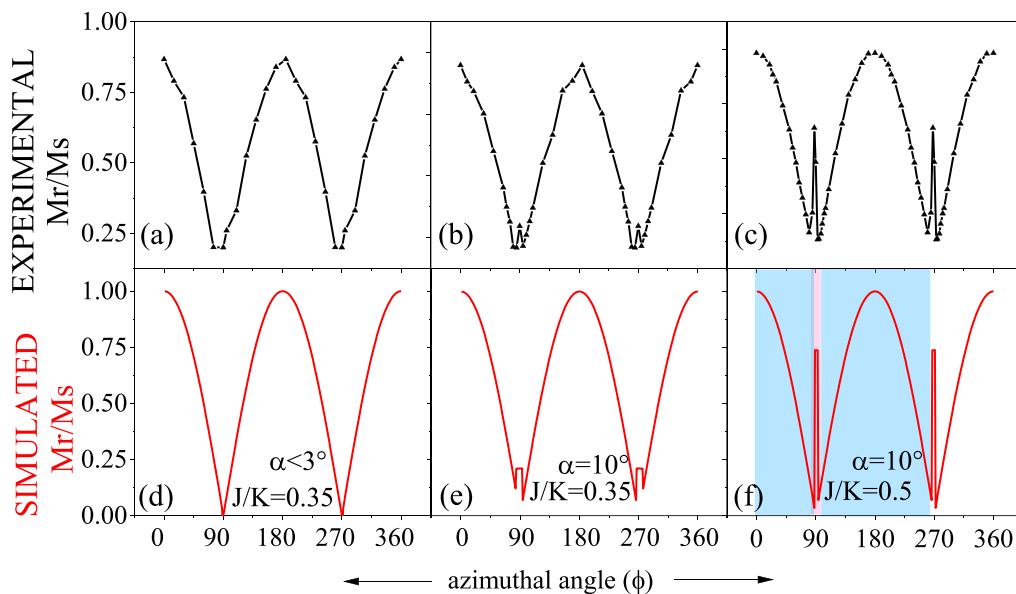 EXPERIMENTAL
Mr/Ms
1.00
0.75
0.50
0.25
(a)
(b)
(c)
SIMULATED
Mr/Ms
1.00
0.75
0.50
0.25
0.00
(d)
α<3°
J/K=0.35
(e)
α=10°
J/K=0.35
(f)
α=10°
J/K=0.5
0 90 180 270 360
0 90 180 270 360
0 90 180 270 360
azimuthal angle (ϕ)